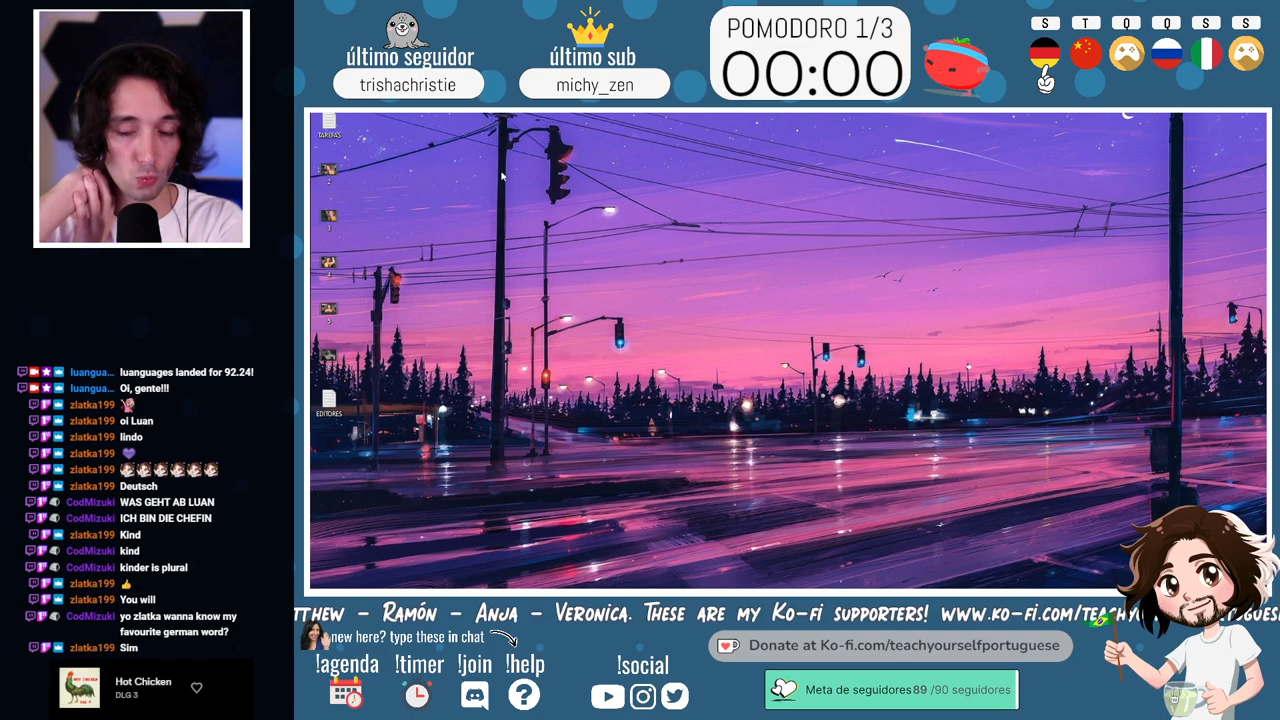 último seguidor
trishachristie
último sub
michy_zen
POMODORO 1/3
00:00
S T Q Q S S
TAREFAS
2
3
4
5
EDITORES
luanguages landed for 92.24!
luangua... Oi, gente!!!
zlatka199
zlatka199 oi Luan
zlatka199 lindo
zlatka199
zlatka199
zlatka199 Deutsch
CodMizuki WAS GEHT AB LUAN
CodMizuki ICH BIN DIE CHEFIN
zlatka199 Kind
CodMizuki kind
CodMizuki kinder is plural
zlatka199
zlatka199 You will
CodMizuki yo zlatka wanna know my
favourite german word?
zlatka199 Sim
Hot Chicken
DLG 3
TTHEW - RAMÓN - ANJA - VERONICA. THESE ARE MY KO-FI SUPPORTERS! WWW.KO-FI.COM/TEACHY
new here? type these in chat
!agenda !timer !join !help !social
Donate at Ko-fi.com/teachyourselfportuguese
Meta de seguidores 89 /90 seguidores